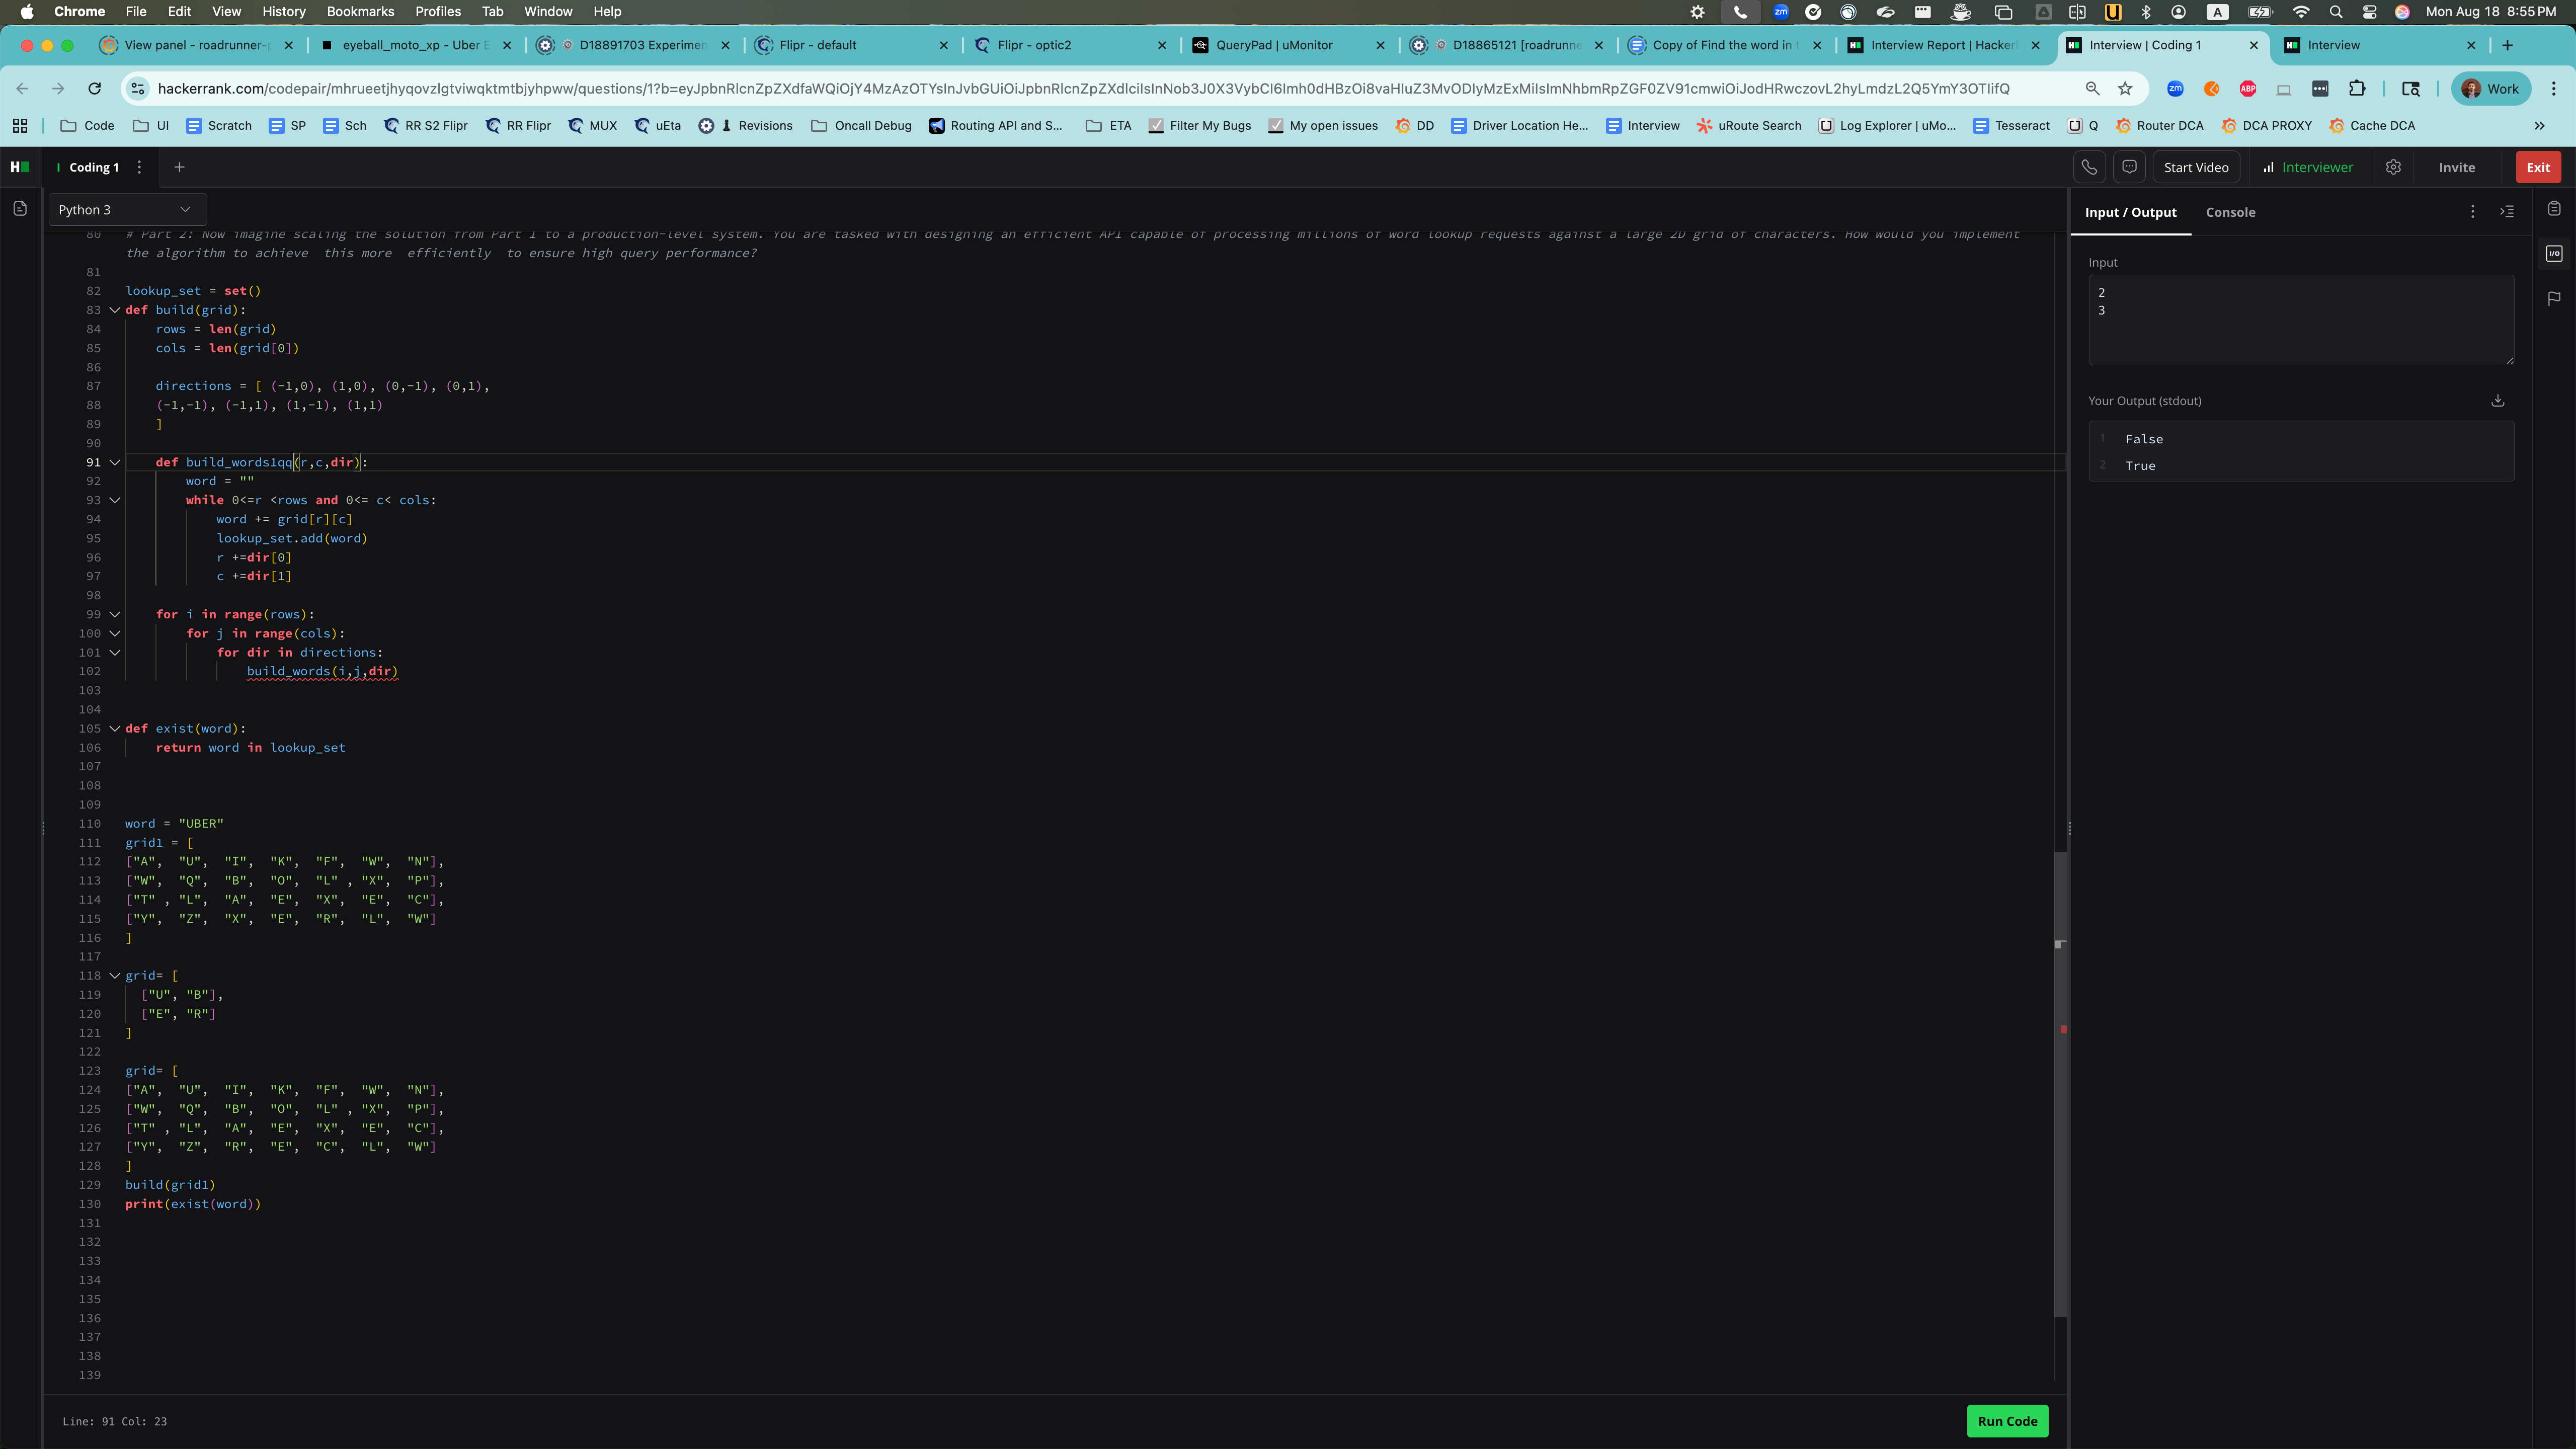 Chrome File Edit View History Bookmarks Profiles Tab Window Help zm U A Mon Aug 18 8:55 PM
View panel - roadrunner-p eyeball_moto_xp - Uber E D18891703 Experimen Flipr - default Flipr - optic2 QueryPad | uMonitor D18865121 [roadrunne Copy of Find the word in t Interview Report | Hacker Interview | Coding 1 Interview
Work
Code UI Scratch SP Sch RR S2 Flipr RR Flipr MUX uEta Revisions Oncall Debug Routing API and S... ETA Filter My Bugs My open issues DD Driver Location He... Interview uRoute Search Log Explorer | uMo... Tesseract Q Router DCA DCA PROXY Cache DCA
Coding 1 Start Video Interviewer Invite Exit
Python 3
80 # Part 2: Now imagine scaling the solution from Part 1 to a production-level system. You are tasked with designing an efficient API capable of processing millions of word lookup requests against a large 2D grid of characters. How would you implement
the algorithm to achieve  this more  efficiently  to ensure high query performance?
81
82 lookup_set = set()
83 def build(grid):
84     rows = len(grid)
85     cols = len(grid[0])
86
87     directions = [ (-1,0), (1,0), (0,-1), (0,1),
88     (-1,-1), (-1,1), (1,-1), (1,1)
89     ]
90
91     def build_words1qq(r,c,dir):
92         word = ""
93         while 0<=r <rows and 0<= c< cols:
94             word += grid[r][c]
95             lookup_set.add(word)
96             r +=dir[0]
97             c +=dir[1]
98
99     for i in range(rows):
100         for j in range(cols):
101             for dir in directions:
102                 build_words(i,j,dir)
103
104
105 def exist(word):
106     return word in lookup_set
107
108
109
110 word = "UBER"
111 grid1 = [
112 ["A",  "U",  "I",  "K",  "F",  "W",  "N"],
113 ["W",  "Q",  "B",  "O",  "L" , "X",  "P"],
114 ["T" , "L",  "A",  "E",  "X",  "E",  "C"],
115 ["Y",  "Z",  "X",  "E",  "R",  "L",  "W"]
116 ]
117
118 grid= [
119   ["U", "B"],
120   ["E", "R"]
121 ]
122
123 grid= [
124 ["A",  "U",  "I",  "K",  "F",  "W",  "N"],
125 ["W",  "Q",  "B",  "O",  "L" , "X",  "P"],
126 ["T" , "L",  "A",  "E",  "X",  "E",  "C"],
127 ["Y",  "Z",  "R",  "E",  "C",  "L",  "W"]
128 ]
129 build(grid1)
130 print(exist(word))
131
132
133
134
135
136
137
138
139
Line: 91 Col: 23
Run Code
Input / Output Console
Input
2
3
Your Output (stdout)
1 False
2 True